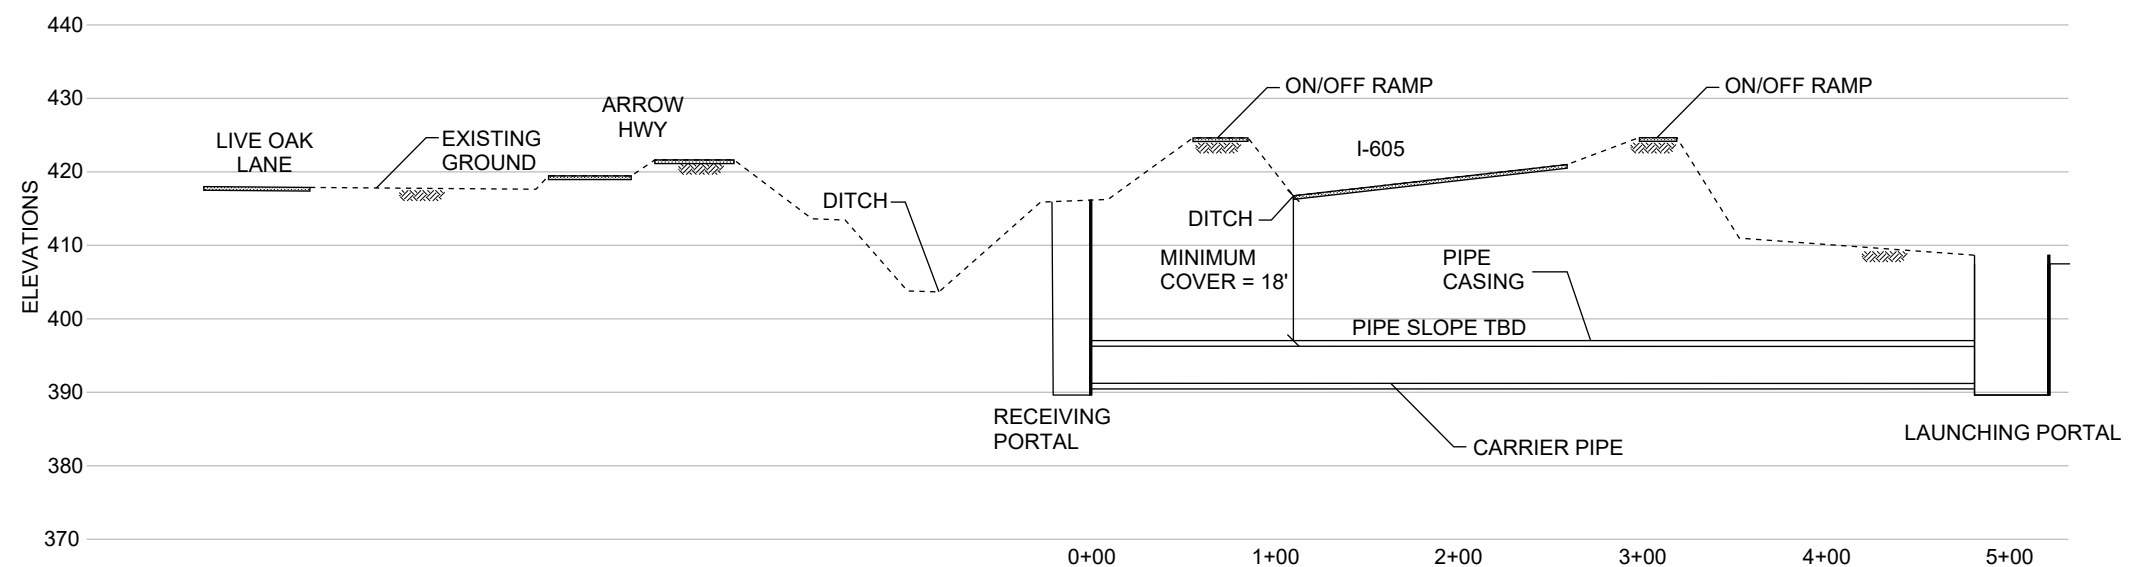 440
430
420
410
400
390
380
370
ELEVATIONS
LIVE OAK
LANE
EXISTING
GROUND
ARROW
HWY
DITCH
ON/OFF RAMP
I-605
ON/OFF RAMP
DITCH
MINIMUM
COVER = 18'
PIPE
CASING
PIPE SLOPE TBD
RECEIVING
PORTAL
CARRIER PIPE
LAUNCHING PORTAL
0+00
1+00
2+00
3+00
4+00
5+00